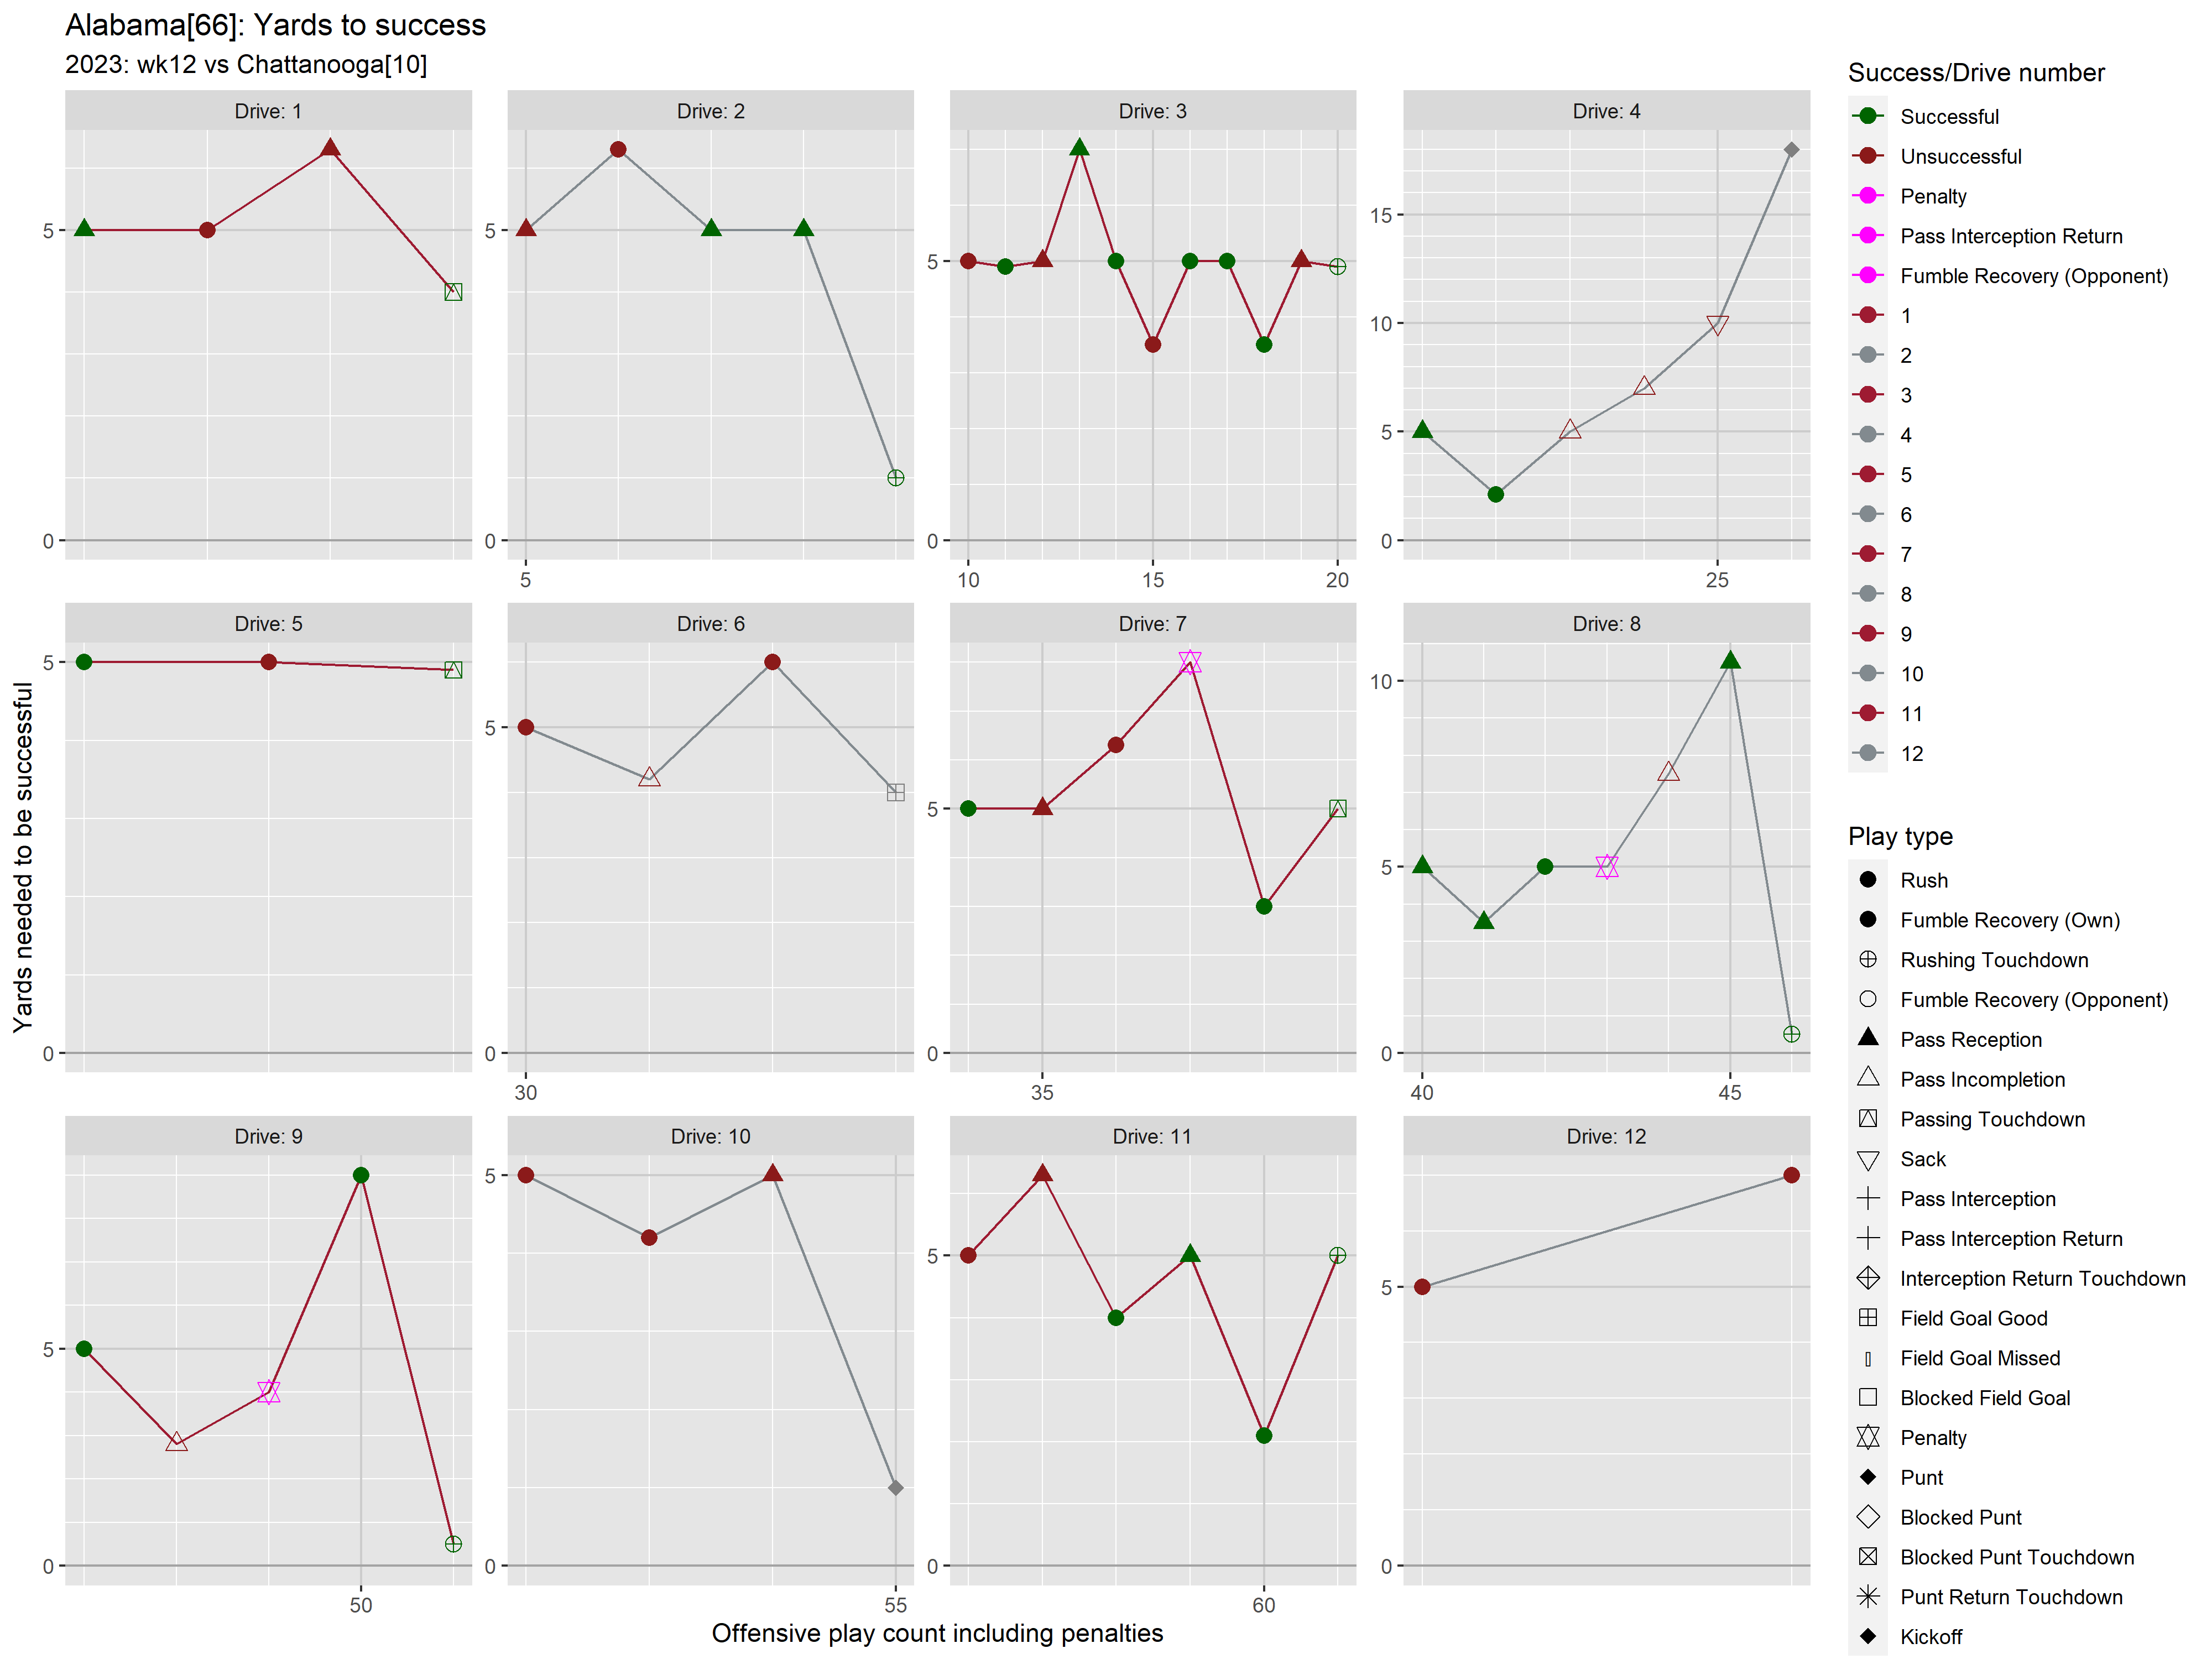 Alabama[66]: Yards to success
2023: wk12 vs Chattanooga[10]
Drive: 1
Drive: 2
Drive: 3
Drive: 4
5
0
5
0
5
5
0
10
15
20
15
10
5
0
25
Drive: 5
Drive: 6
Drive: 7
Drive: 8
5
0
5
0
30
5
0
35
10
5
0
40
45
Drive: 9
Drive: 10
Drive: 11
Drive: 12
5
0
50
5
0
55
5
0
60
5
0
Yards needed to be successful
Offensive play count including penalties
Success/Drive number
Successful
Unsuccessful
Penalty
Pass Interception Return
Fumble Recovery (Opponent)
1
2
3
4
5
6
7
8
9
10
11
12
Play type
Rush
Fumble Recovery (Own)
Rushing Touchdown
Fumble Recovery (Opponent)
Pass Reception
Pass Incompletion
Passing Touchdown
Sack
Pass Interception
Pass Interception Return
Interception Return Touchdown
Field Goal Good
Field Goal Missed
Blocked Field Goal
Penalty
Punt
Blocked Punt
Blocked Punt Touchdown
Punt Return Touchdown
Kickoff